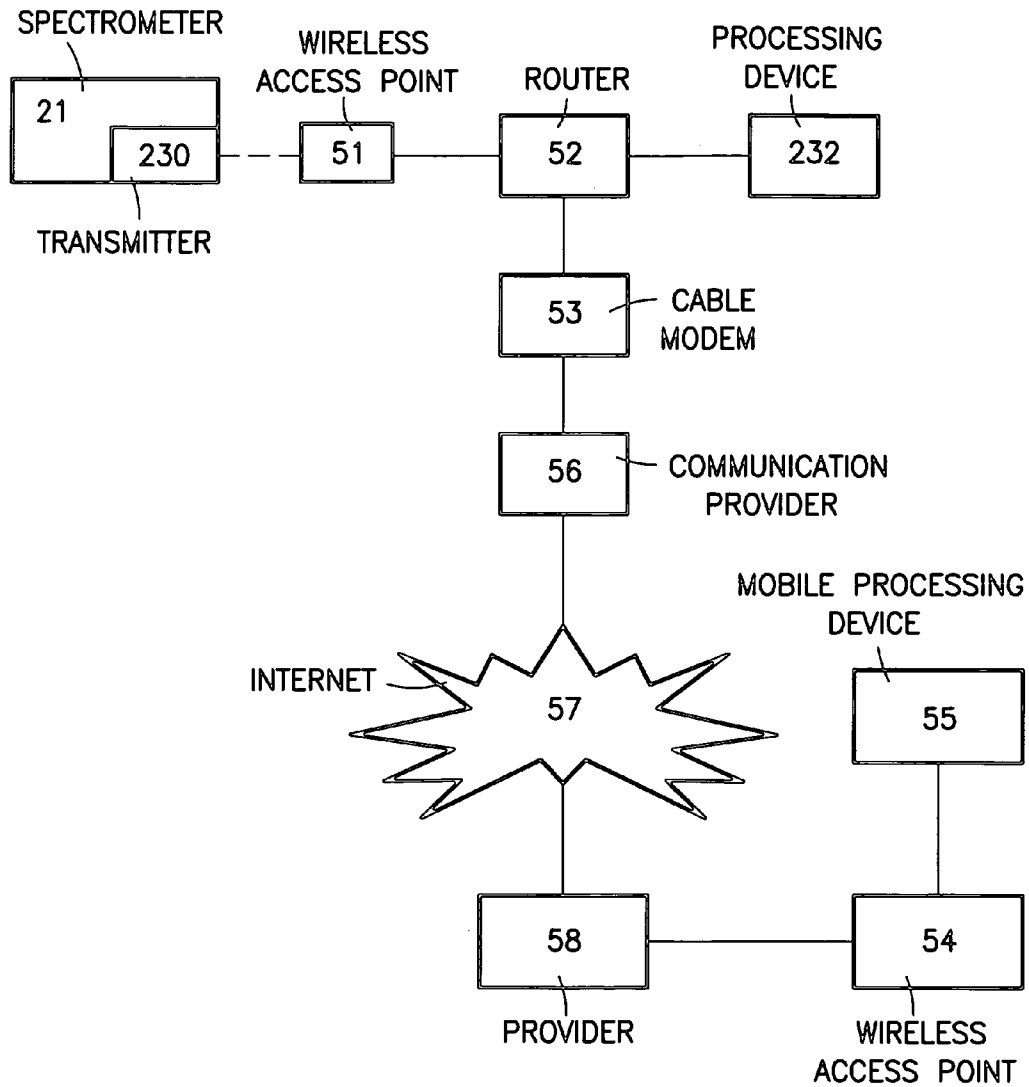 SPECTROMETER
21
230
TRANSMITTER
WIRELESS
ACCESS POINT
51
ROUTER
52
PROCESSING
DEVICE
232
53
CABLE
MODEM
56
COMMUNICATION
PROVIDER
INTERNET
57
MOBILE PROCESSING
DEVICE
55
58
PROVIDER
54
WIRELESS
ACCESS POINT